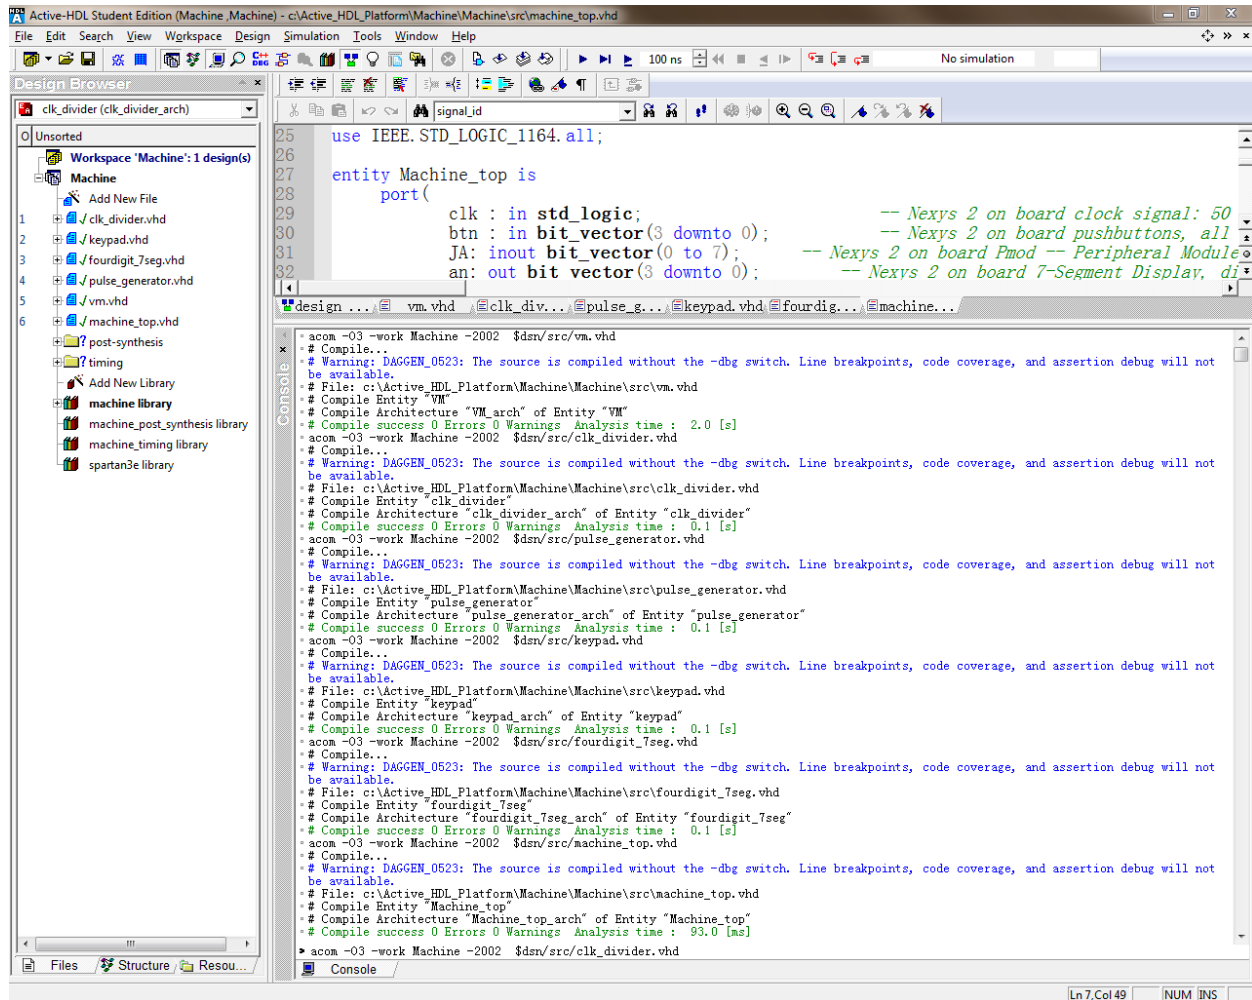 Active-HDL Student Edition (Machine ,Machine) - c:\Active_HDL_Platform\Machine\Machine\src\machine_top.vhd
File Edit Search View Workspace Design Simulation Tools Window Help
100 ns No simulation
Design Browser
clk_divider (clk_divider_arch)
signal_id
O Unsorted
Workspace 'Machine': 1 design(s)
Machine
Add New File
1 clk_divider.vhd
2 keypad.vhd
3 fourdigit_7seg.vhd
4 pulse_generator.vhd
5 vm.vhd
6 machine_top.vhd
post-synthesis
timing
Add New Library
machine library
machine_post_synthesis library
machine_timing library
spartan3e library
Files Structure Resou...
25 use IEEE.STD_LOGIC_1164.all;
26
27 entity Machine_top is
28 port(
29 clk : in std_logic; -- Nexys 2 on board clock signal: 50
30 btn : in bit_vector(3 downto 0); -- Nexys 2 on board pushbuttons, all
31 JA: inout bit_vector(0 to 7); -- Nexys 2 on board Pmod -- Peripheral Module
32 an: out bit_vector(3 downto 0); -- Nexys 2 on board 7-Segment Display, di
design ... vm.vhd clk_div... pulse_g... keypad.vhd fourdig... machine...
Console
acom -O3 -work Machine -2002 $dsn/src/vm.vhd
# Compile...
# Warning: DAGGEN_0523: The source is compiled without the -dbg switch. Line breakpoints, code coverage, and assertion debug will not
be available.
# File: c:\Active_HDL_Platform\Machine\Machine\src\vm.vhd
# Compile Entity "VM"
# Compile Architecture "VM_arch" of Entity "VM"
# Compile success 0 Errors 0 Warnings Analysis time : 2.0 [s]
acom -O3 -work Machine -2002 $dsn/src/clk_divider.vhd
# Compile...
# Warning: DAGGEN_0523: The source is compiled without the -dbg switch. Line breakpoints, code coverage, and assertion debug will not
be available.
# File: c:\Active_HDL_Platform\Machine\Machine\src\clk_divider.vhd
# Compile Entity "clk_divider"
# Compile Architecture "clk_divider_arch" of Entity "clk_divider"
# Compile success 0 Errors 0 Warnings Analysis time : 0.1 [s]
acom -O3 -work Machine -2002 $dsn/src/pulse_generator.vhd
# Compile...
# Warning: DAGGEN_0523: The source is compiled without the -dbg switch. Line breakpoints, code coverage, and assertion debug will not
be available.
# File: c:\Active_HDL_Platform\Machine\Machine\src\pulse_generator.vhd
# Compile Entity "pulse_generator"
# Compile Architecture "pulse_generator_arch" of Entity "pulse_generator"
# Compile success 0 Errors 0 Warnings Analysis time : 0.1 [s]
acom -O3 -work Machine -2002 $dsn/src/keypad.vhd
# Compile...
# Warning: DAGGEN_0523: The source is compiled without the -dbg switch. Line breakpoints, code coverage, and assertion debug will not
be available.
# File: c:\Active_HDL_Platform\Machine\Machine\src\keypad.vhd
# Compile Entity "keypad"
# Compile Architecture "keypad_arch" of Entity "keypad"
# Compile success 0 Errors 0 Warnings Analysis time : 0.1 [s]
acom -O3 -work Machine -2002 $dsn/src/fourdigit_7seg.vhd
# Compile...
# Warning: DAGGEN_0523: The source is compiled without the -dbg switch. Line breakpoints, code coverage, and assertion debug will not
be available.
# File: c:\Active_HDL_Platform\Machine\Machine\src\fourdigit_7seg.vhd
# Compile Entity "fourdigit_7seg"
# Compile Architecture "fourdigit_7seg_arch" of Entity "fourdigit_7seg"
# Compile success 0 Errors 0 Warnings Analysis time : 0.1 [s]
acom -O3 -work Machine -2002 $dsn/src/machine_top.vhd
# Compile...
# Warning: DAGGEN_0523: The source is compiled without the -dbg switch. Line breakpoints, code coverage, and assertion debug will not
be available.
# File: c:\Active_HDL_Platform\Machine\Machine\src\machine_top.vhd
# Compile Entity "Machine_top"
# Compile Architecture "Machine_top_arch" of Entity "Machine_top"
# Compile success 0 Errors 0 Warnings Analysis time : 93.0 [ms]
> acom -O3 -work Machine -2002 $dsn/src/clk_divider.vhd
Console
Ln 7,Col 49 NUM INS